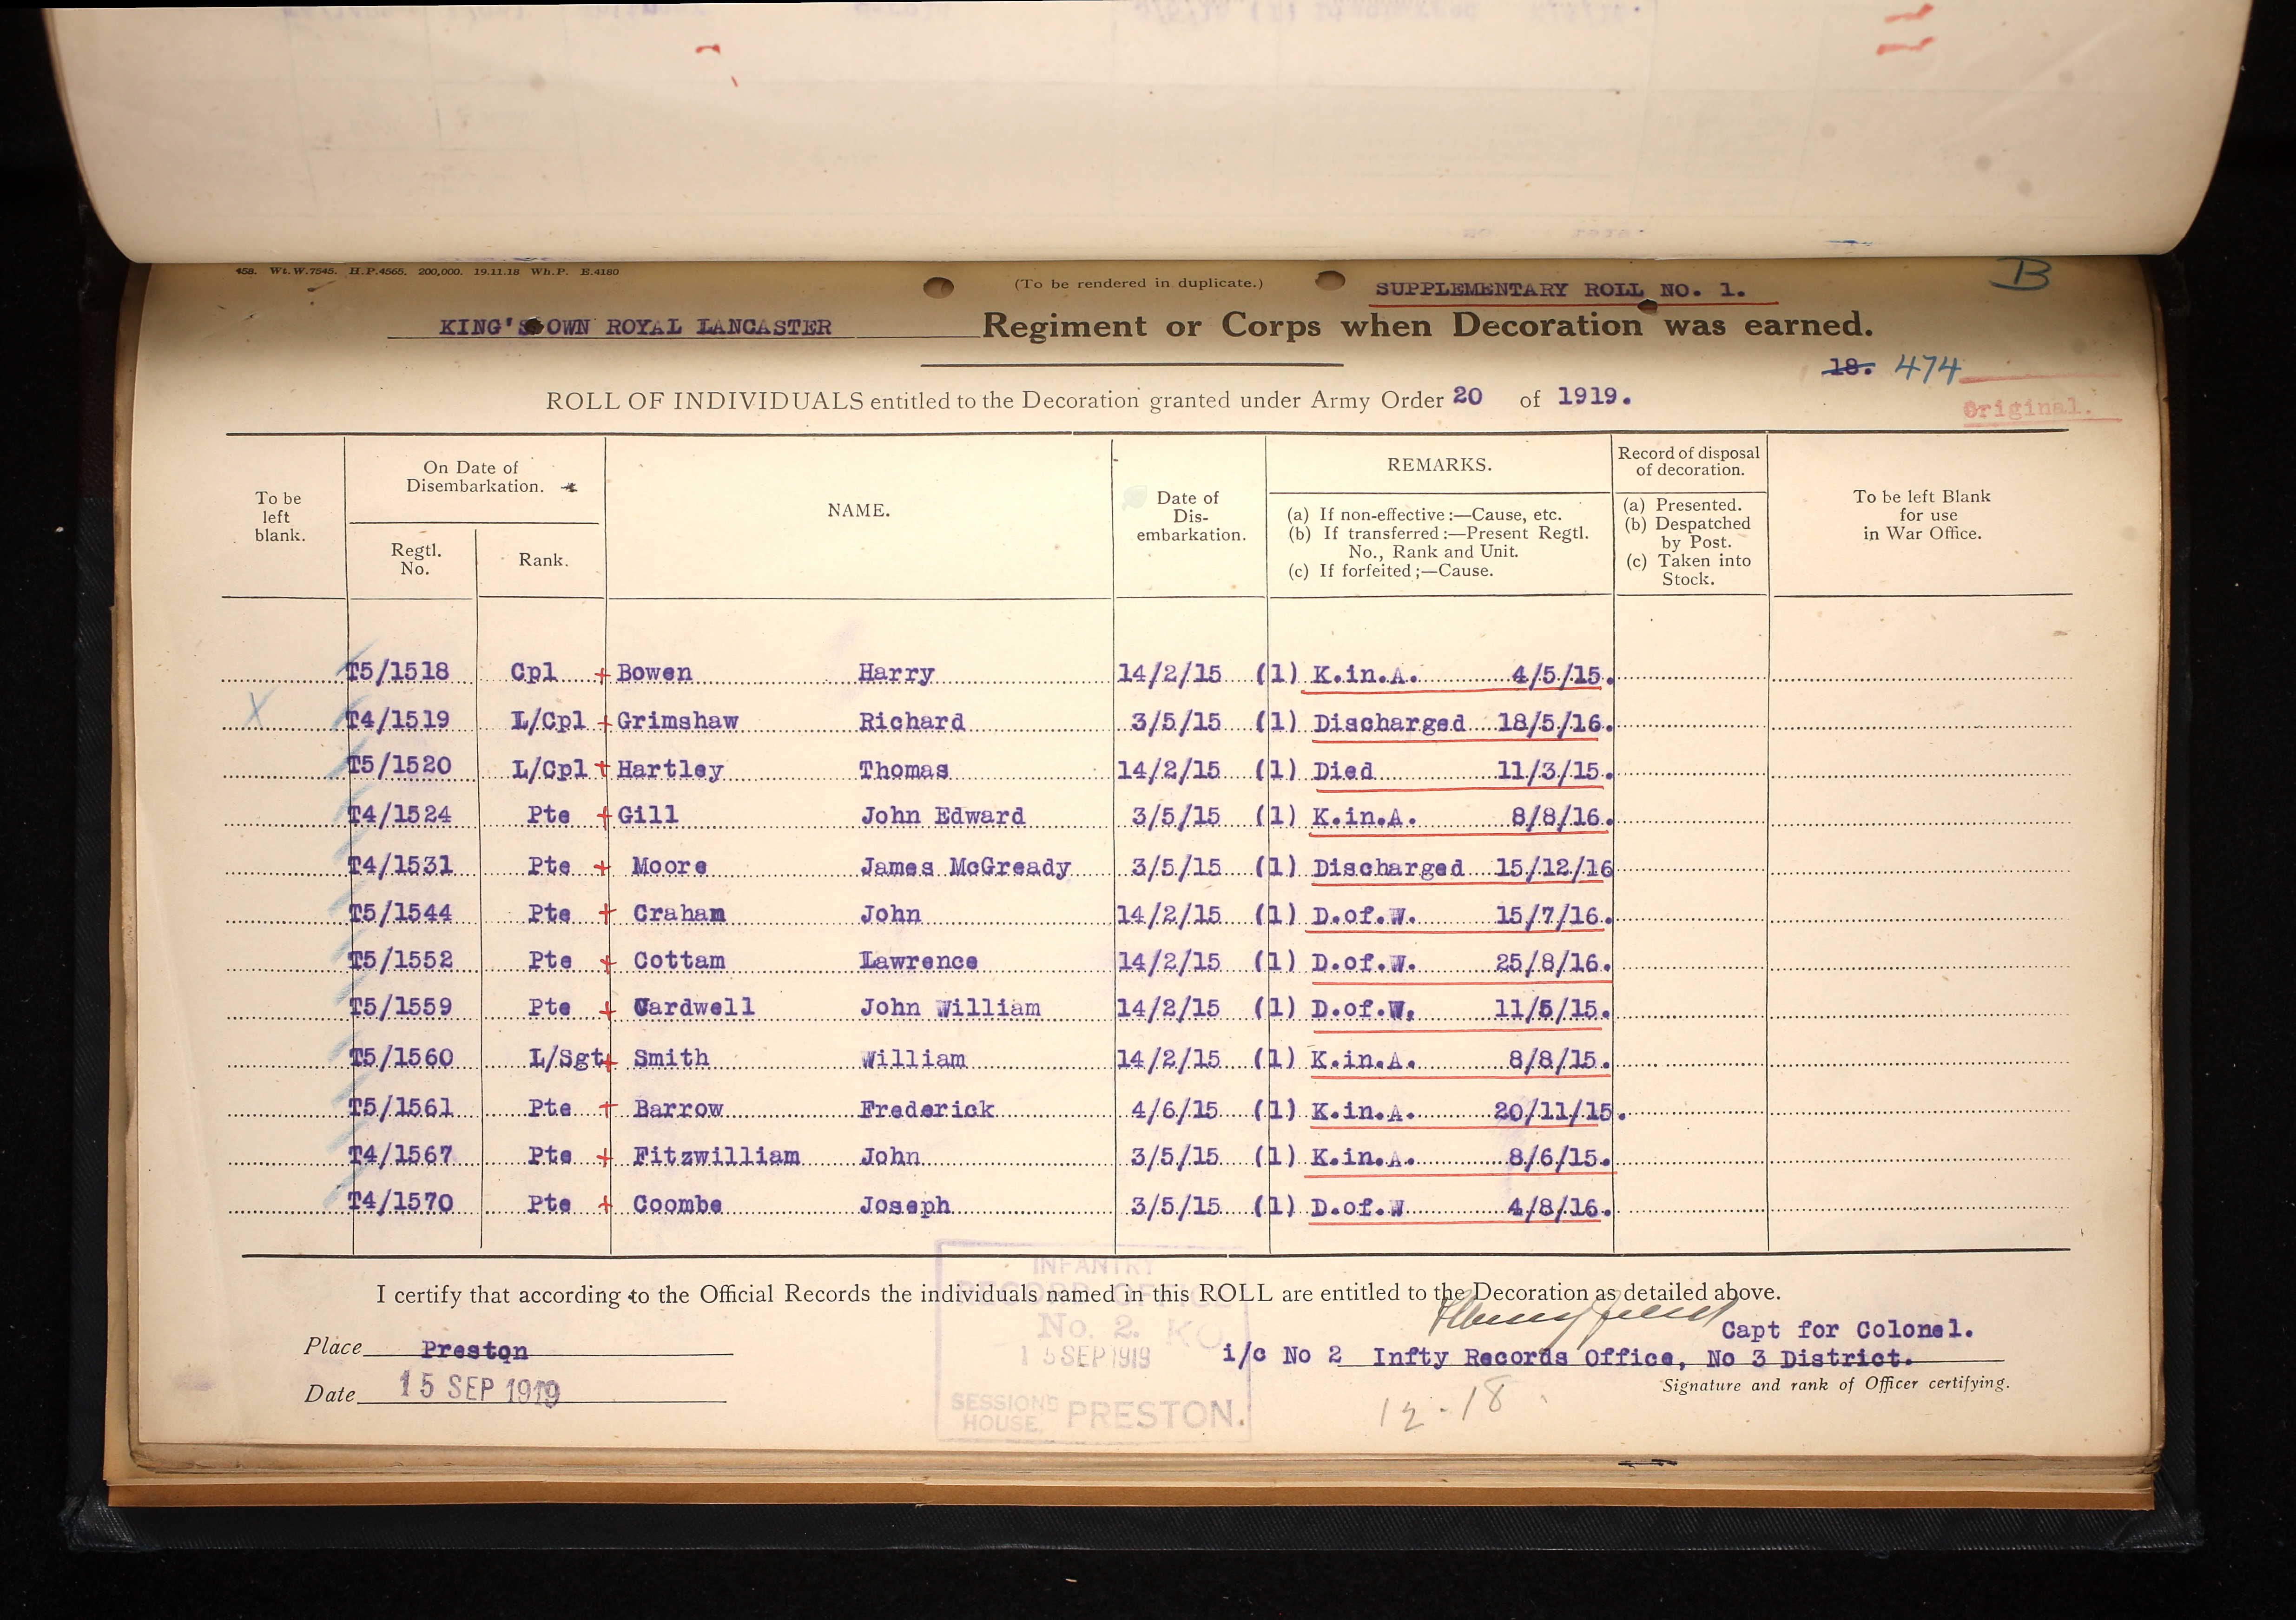 458. Wt.W.7545. H.P.4565. 200,000. 19.11.18 Wh.P. E.4180
(To be rendered in duplicate.)
SUPPLEMENTARY ROLL NO. 1.
B
KING'S OWN ROYAL LANCASTER Regiment or Corps when Decoration was earned.
18. 474
ROLL OF INDIVIDUALS entitled to the Decoration granted under Army Order 20 of 1919.
Original.
To be left blank.
On Date of Disembarkation.
Regtl. No.
Rank.
NAME.
Date of Dis-embarkation.
REMARKS.
(a) If non-effective:—Cause, etc.
(b) If transferred:—Present Regtl. No., Rank and Unit.
(c) If forfeited;—Cause.
Record of disposal of decoration.
(a) Presented.
(b) Despatched by Post.
(c) Taken into Stock.
To be left Blank for use in War Office.
T5/1518 Cpl + Bowen Harry 14/2/15 (1) K.in.A. 4/5/15.
X T4/1519 L/Cpl + Grimshaw Richard 3/5/15 (1) Discharged 18/5/16.
T5/1520 L/Cpl + Hartley Thomas 14/2/15 (1) Died 11/3/15.
T4/1524 Pte + Gill John Edward 3/5/15 (1) K.in.A. 8/8/16.
T4/1531 Pte + Moore James McGready 3/5/15 (1) Discharged 15/12/16
T5/1544 Pte + Craham John 14/2/15 (1) D.of.W. 15/7/16.
T5/1552 Pte + Cottam Lawrence 14/2/15 (1) D.of.W. 25/8/16.
T5/1559 Pte + Cardwell John William 14/2/15 (1) D.of.W. 11/5/15.
T5/1560 L/Sgt + Smith William 14/2/15 (1) K.in.A. 8/8/15.
T5/1561 Pte + Barrow Frederick 4/6/15 (1) K.in.A. 20/11/15.
T4/1567 Pte + Fitzwilliam John 3/5/15 (1) K.in.A. 8/6/15.
T4/1570 Pte + Coombe Joseph 3/5/15 (1) D.of.W 4/8/16.
I certify that according to the Official Records the individuals named in this ROLL are entitled to the Decoration as detailed above.
INFANTRY
RECORD OFFICE
No. 2. KO.
15 SEP 1919
SESSIONS HOUSE, PRESTON.
Place Preston
Date 15 SEP 1919
Capt for Colonel.
i/c No 2 Infty Records Office, No 3 District.
Signature and rank of Officer certifying.
12-18